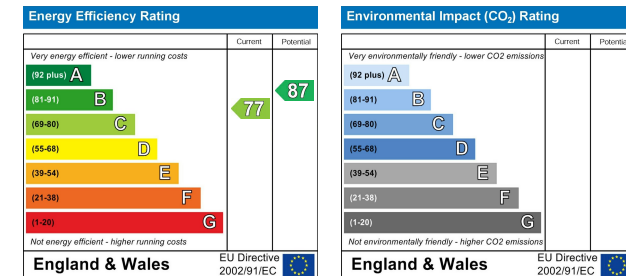 Energy Efficiency Rating
Current Potential
Very energy efficient - lower running costs
(92 plus) A
(81-91) B
(69-80) C
(55-68) D
(39-54) E
(21-38) F
(1-20) G
77
87
Not energy efficient - higher running costs
England & Wales
EU Directive
2002/91/EC
Environmental Impact (CO₂) Rating
Current Potential
Very environmentally friendly - lower CO2 emissions
(92 plus) A
(81-91) B
(69-80) C
(55-68) D
(39-54) E
(21-38) F
(1-20) G
Not environmentally friendly - higher CO2 emissions
England & Wales
EU Directive
2002/91/EC